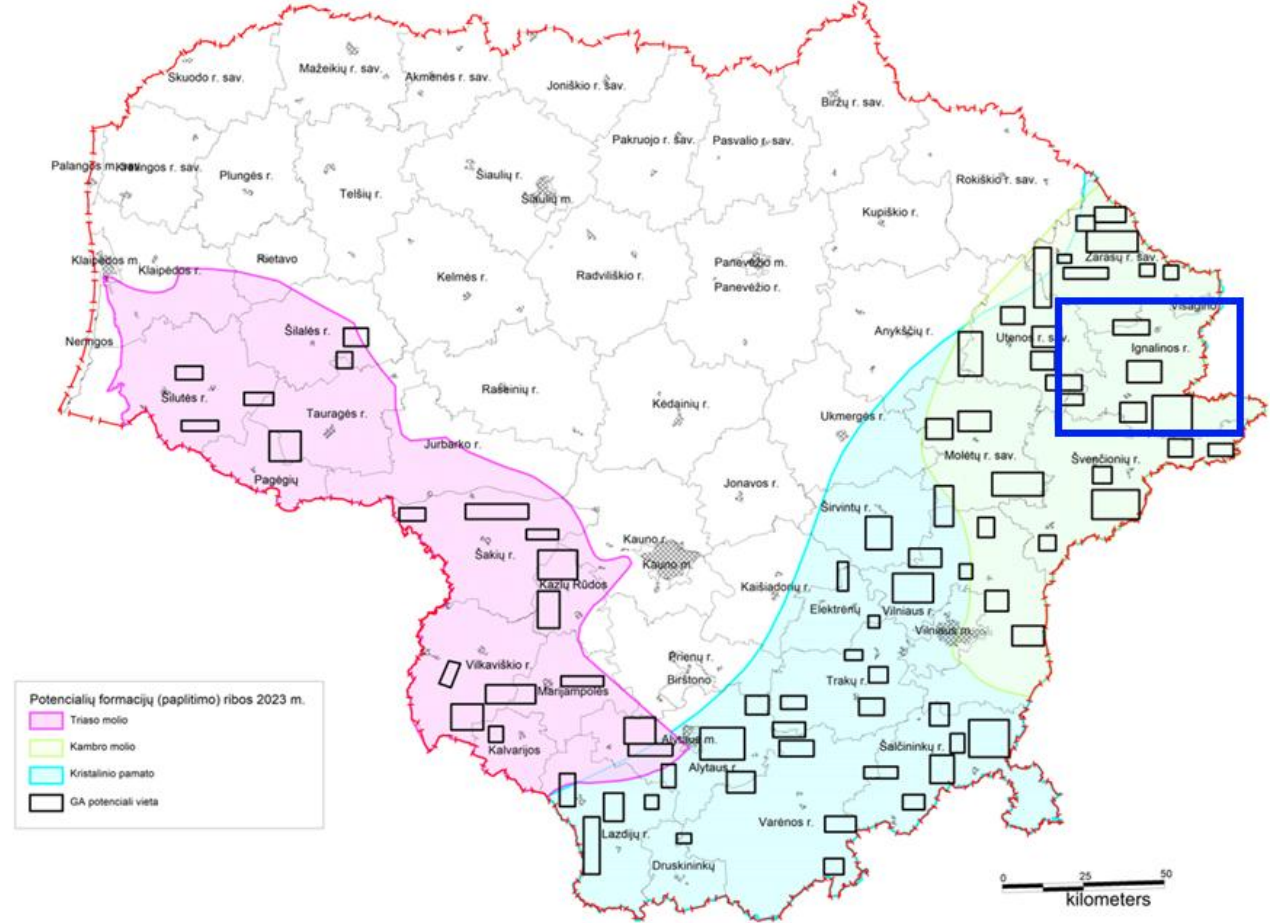 Skuodo r. sav.
Mažeikių r. sav.
Akmenės r. sav.
Joniškio r. sav.
Biržų r. sav.
Pakruojo r. sav.
Pasvalio r. sav.
Palangos m. sav.
Kretingos r. sav.
Plungės r.
Telšių r.
Šiaulių r.
Šiaulių m.
Rokiškio r. sav.
Kupiškio r.
Klaipėdos m.
Klaipėdos r.
Rietavo
Kelmės r.
Radviliškio r.
Panevėžio m.
Panevėžio r.
Zarasų r. sav.
Visagino
Neringos
Šilalės r.
Anykščių r.
Utenos r. sav.
Ignalinos r.
Šilutės r.
Tauragės r.
Raseinių r.
Kėdainių r.
Ukmergės r.
Jurbarko r.
Molėtų r. sav.
Švenčionių r.
Pagėgių
Jonavos r.
Širvintų r.
Šakių r.
Kauno r.
Kauno m.
Kazlų Rūdos
Kaišiadorių r.
Elektrėnų
Vilniaus r.
Vilniaus m.
Vilkaviškio r.
Prienų r.
Birštono
Trakų r.
Marijampolės
Kalvarijos
Alytaus m.
Alytaus r.
Šalčininkų r.
Lazdijų r.
Varėnos r.
Druskininkų
Potencialių formacijų (paplitimo) ribos 2023 m.
Triaso molio
Kambro molio
Kristalinio pamato
GA potenciali vieta
0 25 50
kilometers